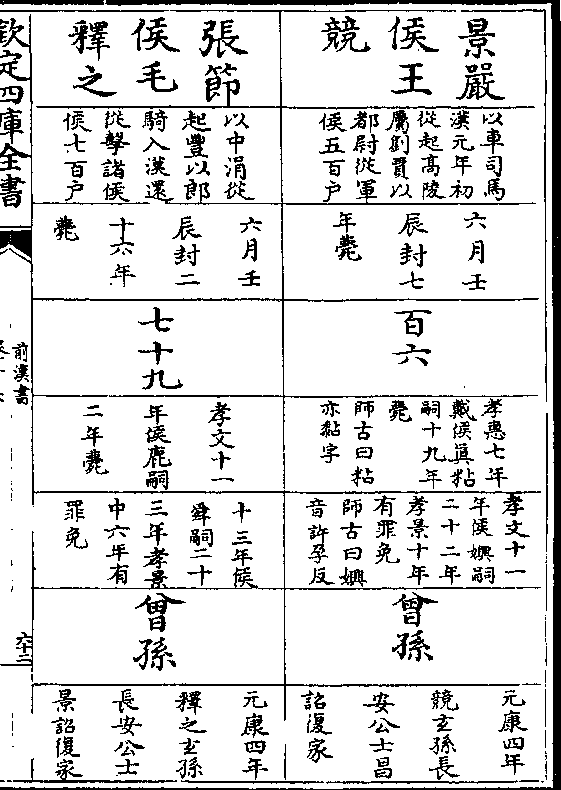 景嚴
侯王
競
以車司馬
漢元年初
從起髙陵
屬劉賈以
都尉從軍
侯五百户
六月壬
辰封七
年薨
百六
孝惠七年
戴侯眞粘
嗣十九年
薨
師古曰粘
亦黏字
孝文十一
年侯嬹嗣
二十二年
孝景十年
有罪免
師古曰嬹
音許孕反
曾孫
元康四年
競玄孫長
安公士昌
詔復家
張節
侯毛
釋之
以中涓從
起豐以郎
騎入漢還
從擊諸侯
侯七百户
六月壬
辰封二
十六年
薨
七十九
孝文十一
年侯鹿嗣
二年薨
十三年侯
舜嗣二十
三年孝景
中六年有
罪免
曾孫
元康四年
釋之玄孫
長安公士
景詔復家
欽定四庫全書
前漢書
六十二